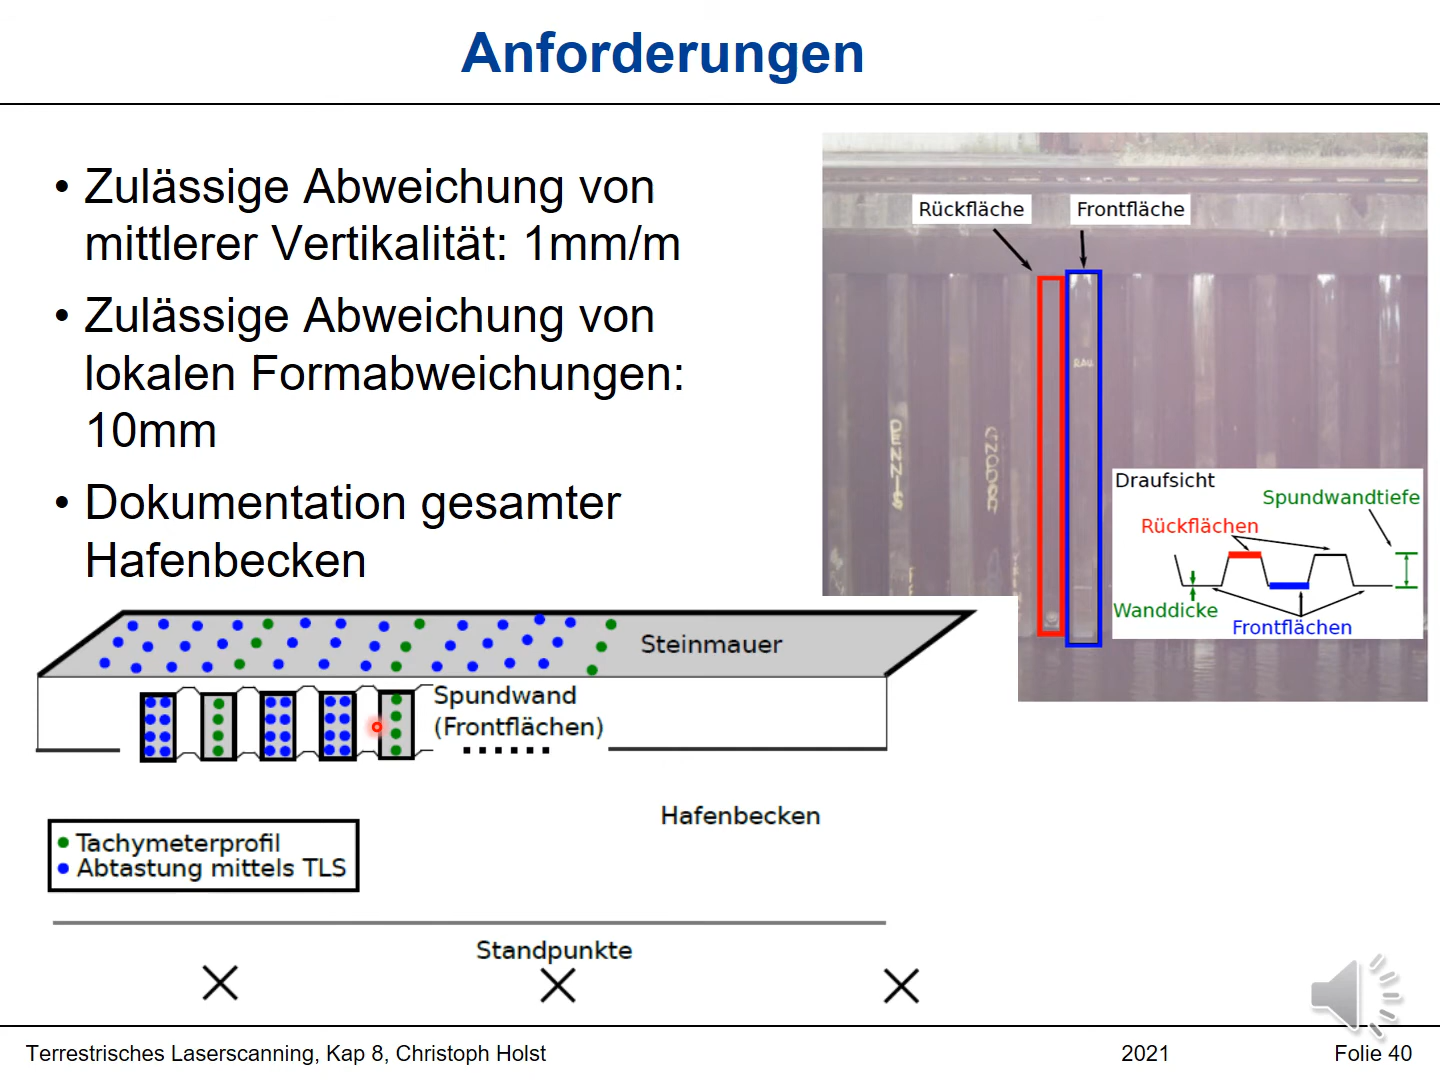 Anforderungen
• Zulässige Abweichung von
mittlerer Vertikalität: 1mm/m
• Zulässige Abweichung von
lokalen Formabweichungen:
10mm
• Dokumentation gesamter
Hafenbecken
Rückfläche
Frontfläche
RAU
DENNIS
Draufsicht
Spundwandtiefe
Rückflächen
Wanddicke
Frontflächen
Steinmauer
Spundwand
(Frontflächen)
Hafenbecken
Tachymeterprofil
Abtastung mittels TLS
Standpunkte
Terrestrisches Laserscanning, Kap 8, Christoph Holst
2021
Folie 40